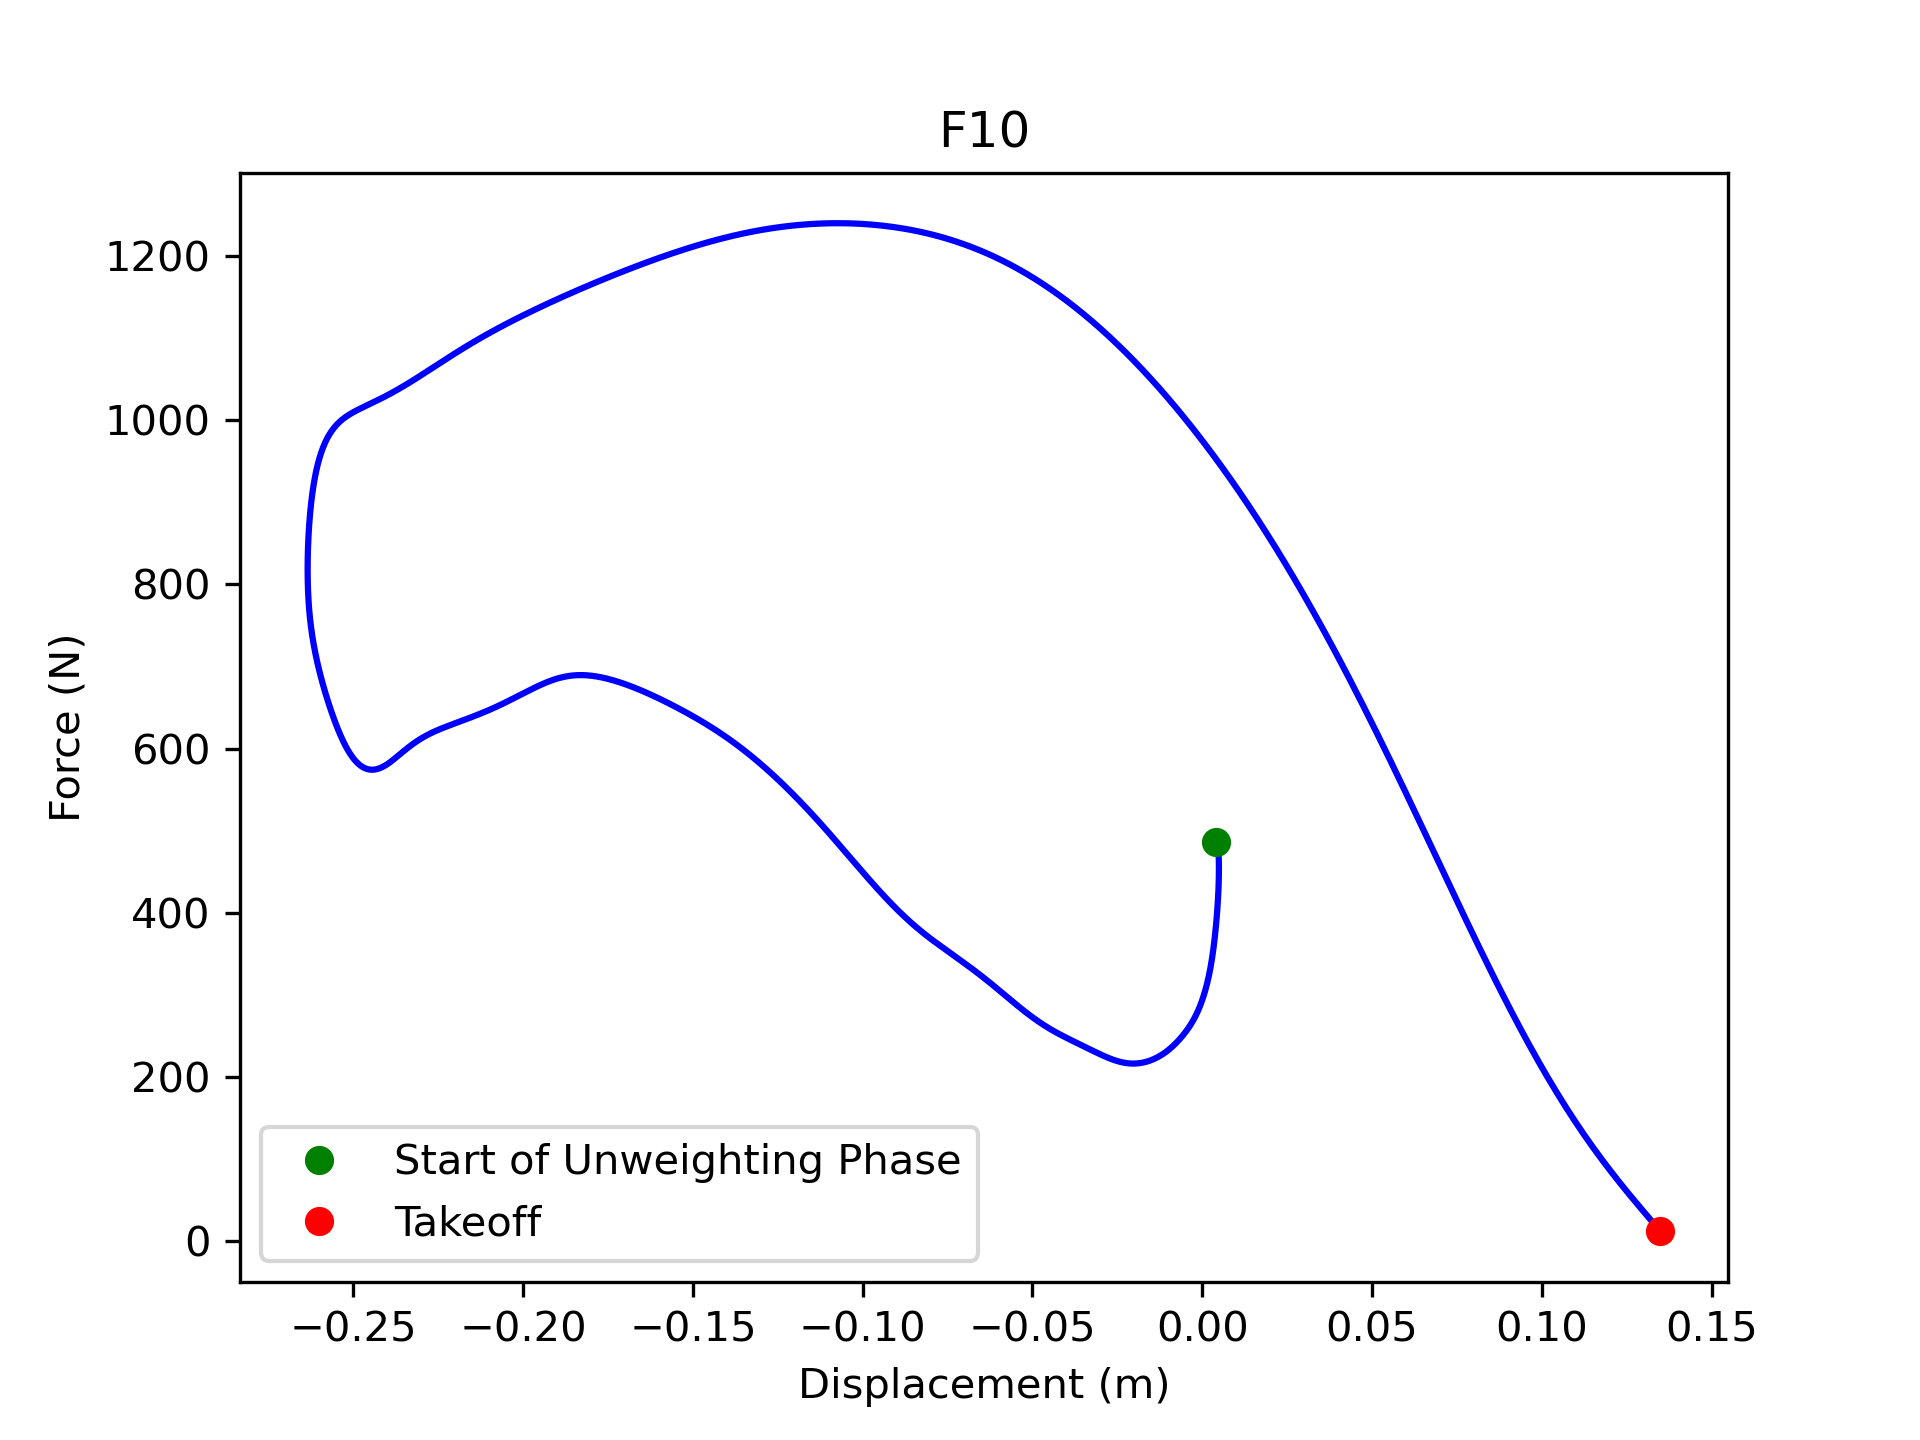 F10
Force (N)
1200
1000
800
600
400
200
0
Start of Unweighting Phase
Takeoff
−0.25 −0.20 −0.15 −0.10 −0.05 0.00 0.05 0.10 0.15
Displacement (m)